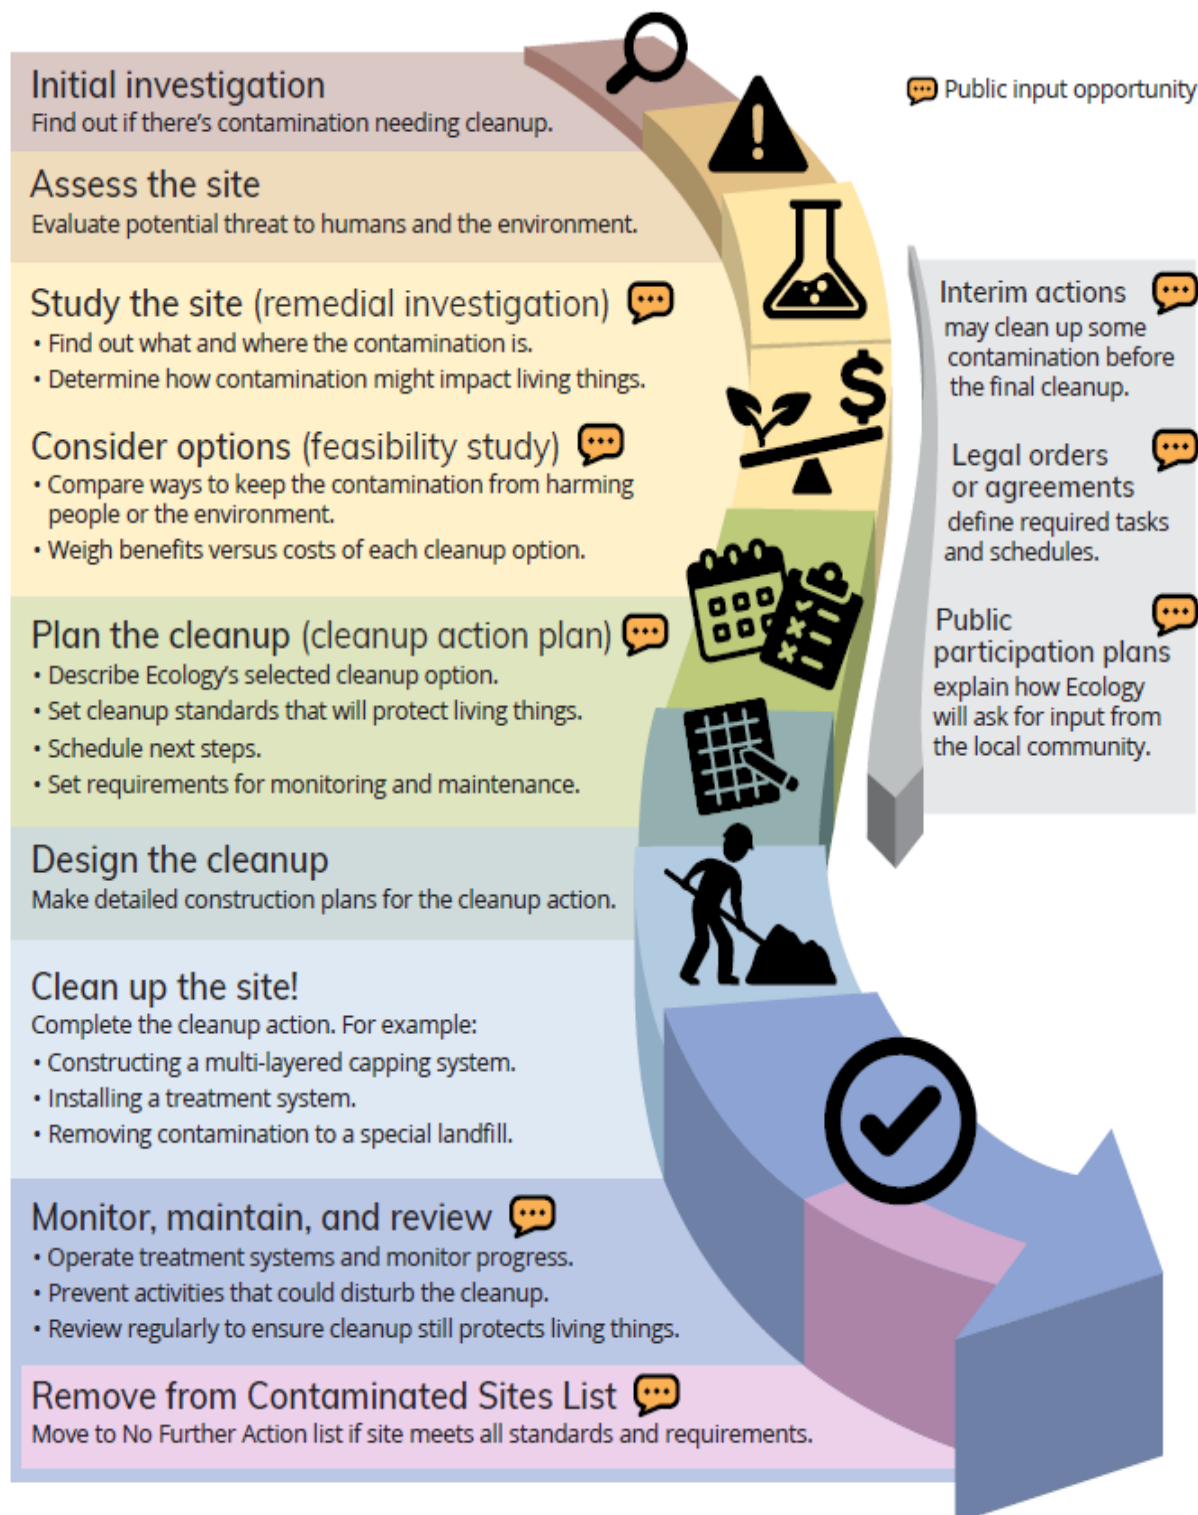 Initial investigation
Find out if there’s contamination needing cleanup.
Assess the site
Evaluate potential threat to humans and the environment.
Study the site (remedial investigation)
• Find out what and where the contamination is.
• Determine how contamination might impact living things.
Consider options (feasibility study)
• Compare ways to keep the contamination from harming
people or the environment.
• Weigh benefits versus costs of each cleanup option.
Plan the cleanup (cleanup action plan)
• Describe Ecology’s selected cleanup option.
• Set cleanup standards that will protect living things.
• Schedule next steps.
• Set requirements for monitoring and maintenance.
Design the cleanup
Make detailed construction plans for the cleanup action.
Clean up the site!
Complete the cleanup action. For example:
• Constructing a multi-layered capping system.
• Installing a treatment system.
• Removing contamination to a special landfill.
Monitor, maintain, and review
• Operate treatment systems and monitor progress.
• Prevent activities that could disturb the cleanup.
• Review regularly to ensure cleanup still protects living things.
Remove from Contaminated Sites List
Move to No Further Action list if site meets all standards and requirements.
Public input opportunity
Interim actions
may clean up some
contamination before
the final cleanup.
Legal orders
or agreements
define required tasks
and schedules.
Public
participation plans
explain how Ecology
will ask for input from
the local community.
$